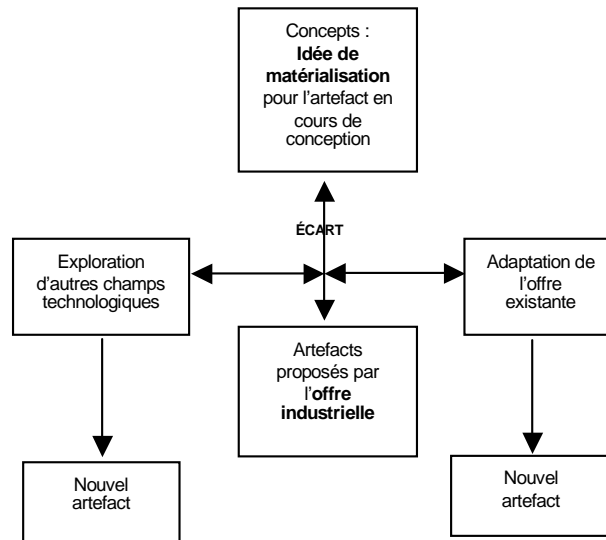 Concepts :
Idée de
matérialisation
pour l'artefact en
cours de
conception
ÉCART
Exploration
d'autres champs
technologiques
Adaptation de
l'offre
existante
Artefacts
proposés par
l'offre
industrielle
Nouvel
artefact
Nouvel
artefact